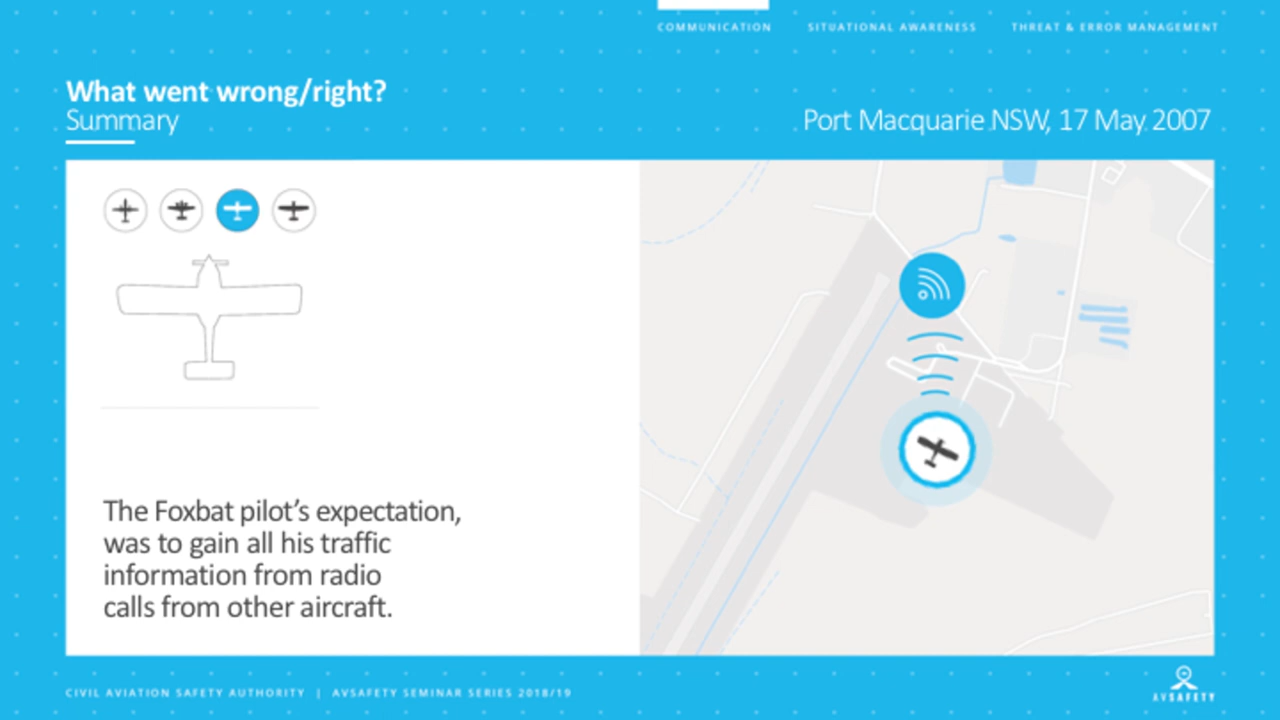 COMMUNICATION SITUATIONAL AWARENESS THREAT & ERROR MANAGEMENT
What went wrong/right?
Summary
Port Macquarie NSW, 17 May 2007
The Foxbat pilot's expectation,
was to gain all his traffic
information from radio
calls from other aircraft.
CIVIL AVIATION SAFETY AUTHORITY | AVSAFETY SEMINAR SERIES 2018/19
AVSAFETY